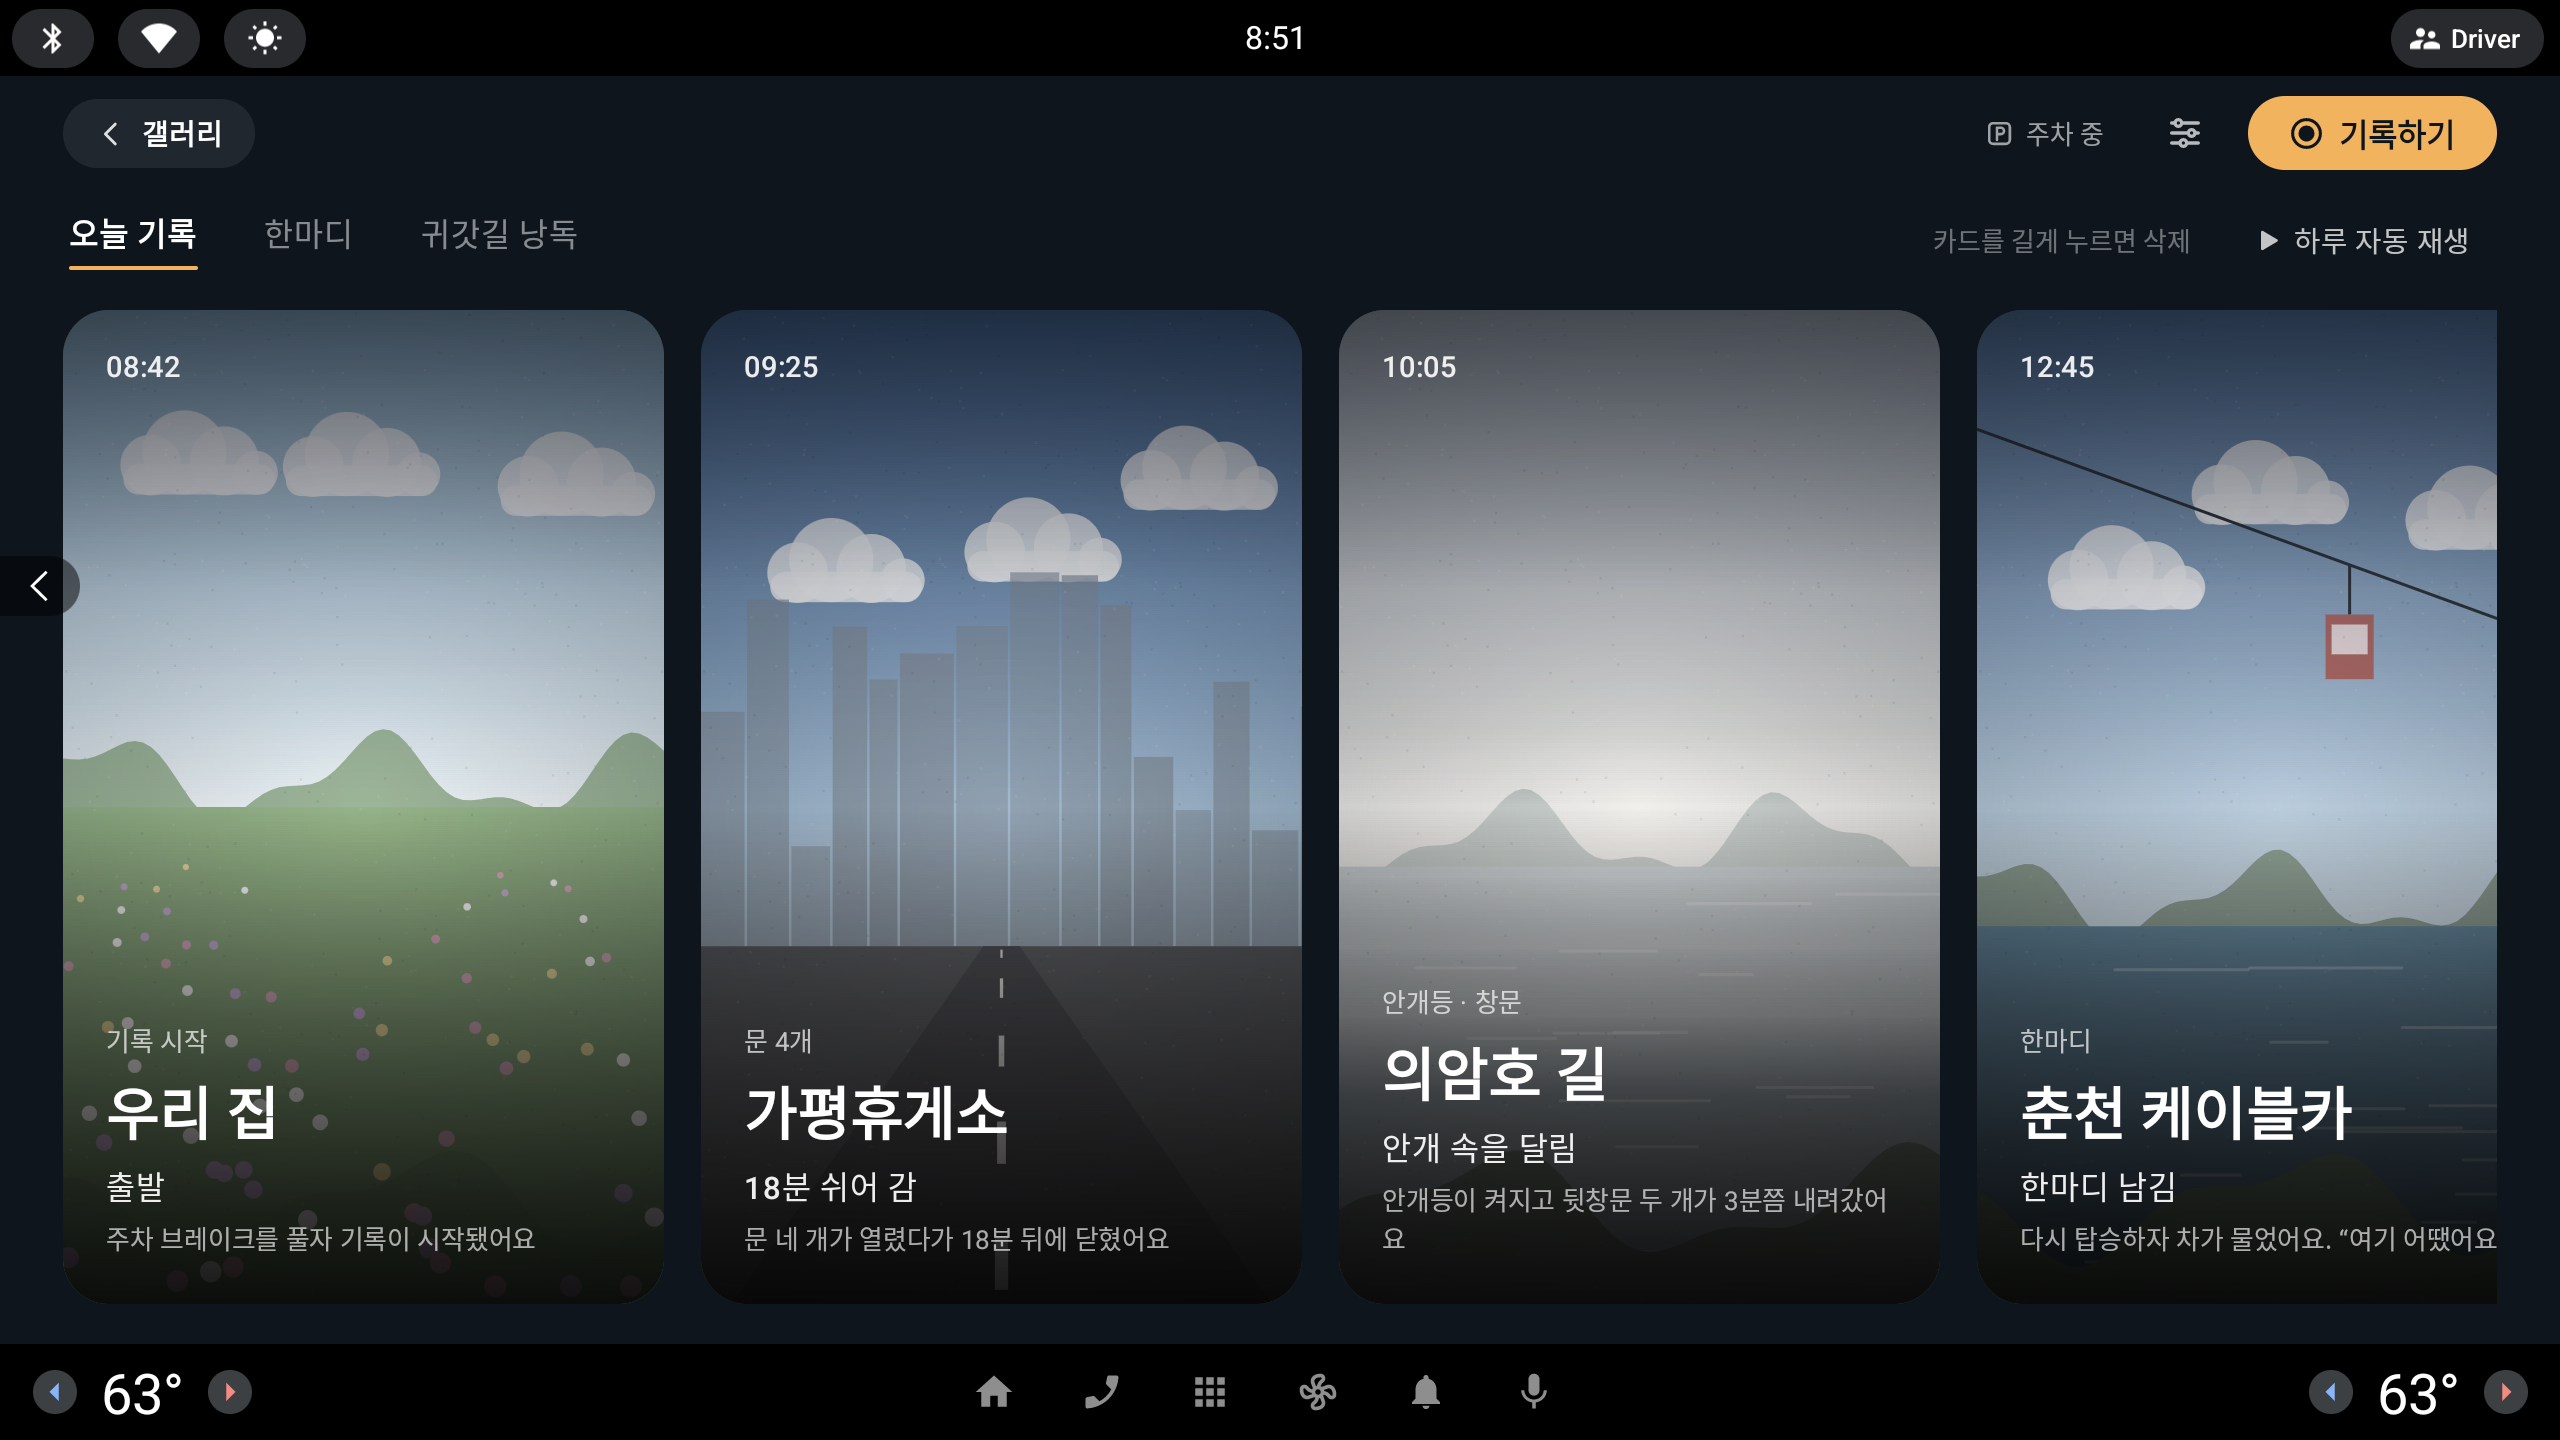 8:51
Driver
갤러리
주차 중
기록하기
오늘 기록
한마디
귀갓길 낭독
카드를 길게 누르면 삭제
하루 자동 재생
08:42
기록 시작
우리 집
출발
주차 브레이크를 풀자 기록이 시작됐어요
09:25
문 4개
가평휴게소
18분 쉬어 감
문 네 개가 열렸다가 18분 뒤에 닫혔어요
10:05
안개등 · 창문
의암호 길
안개 속을 달림
안개등이 켜지고 뒷창문 두 개가 3분쯤 내려갔어
요
12:45
한마디
춘천 케이블카
한마디 남김
다시 탑승하자 차가 물었어요. “여기 어땠어요
63°
63°